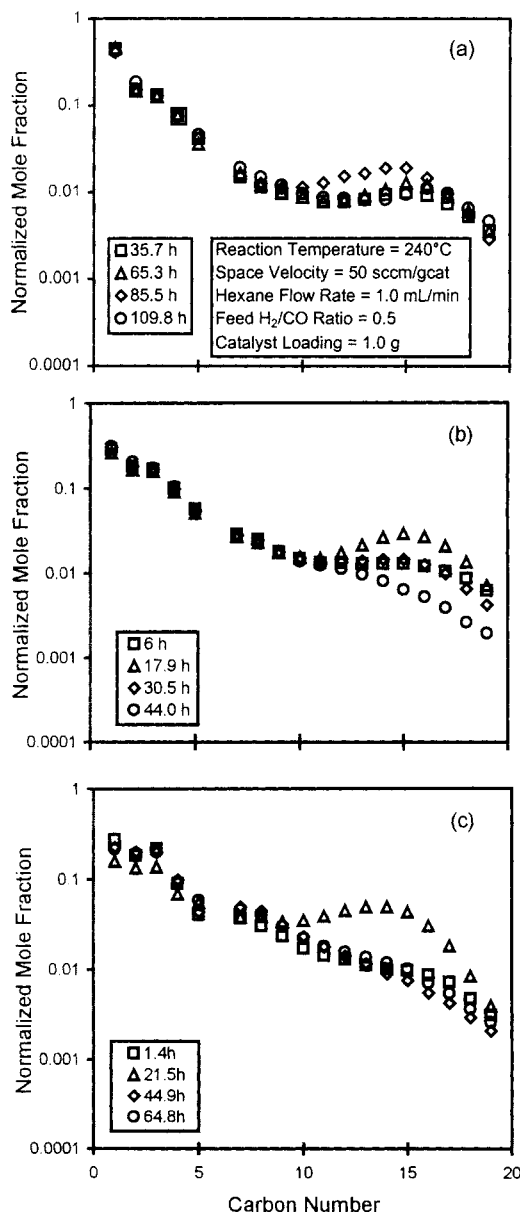 (a)
Normalized Mole Fraction
1
0.1
0.01
0.001
0.0001
35.7 h
65.3 h
85.5 h
109.8 h
Reaction Temperature = 240°C
Space Velocity = 50 sccm/gcat
Hexane Flow Rate = 1.0 mL/min
Feed H₂/CO Ratio = 0.5
Catalyst Loading = 1.0 g
(b)
Normalized Mole Fraction
1
0.1
0.01
0.001
0.0001
6 h
17.9 h
30.5 h
44.0 h
(c)
Normalized Mole Fraction
1
0.1
0.01
0.001
0.0001
1.4h
21.5h
44.9h
64.8h
0 5 10 15 20
Carbon Number